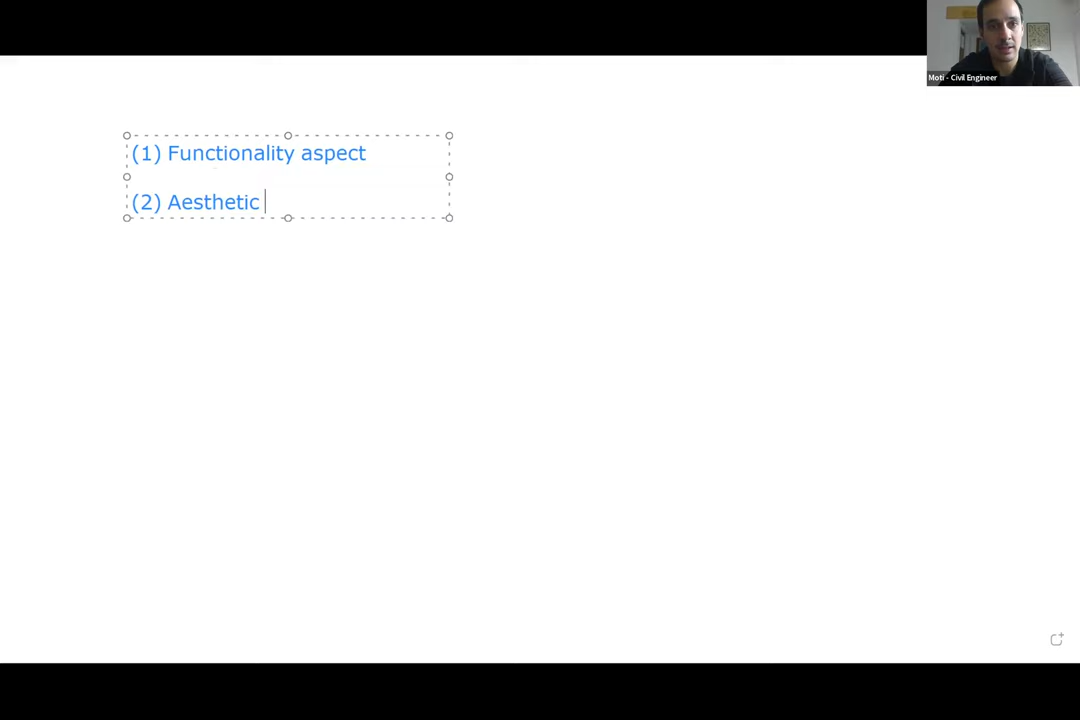 Moti - Civil Engineer
(1) Functionality aspect
(2) Aesthetic